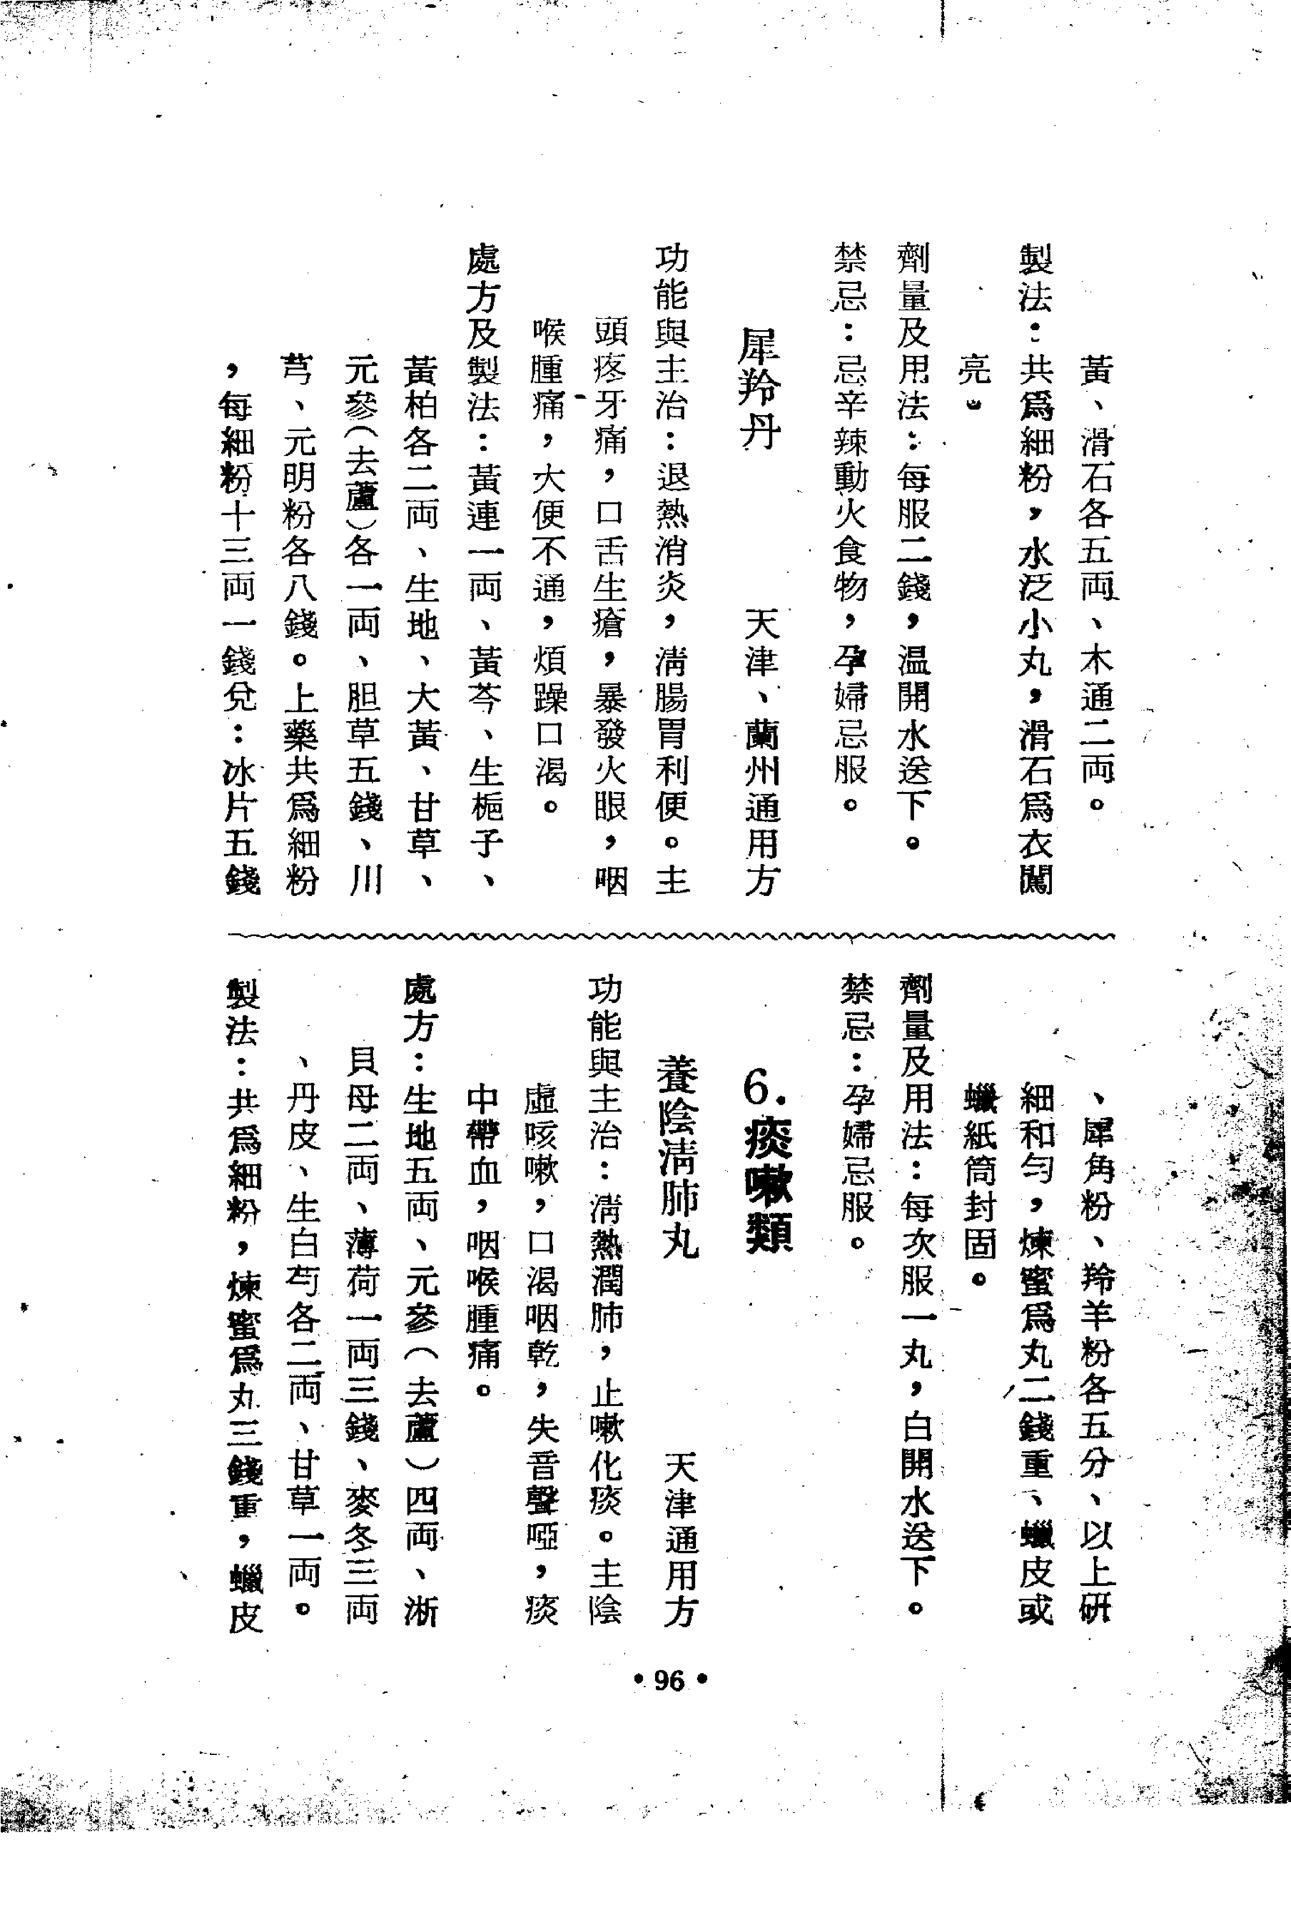 黃、滑石各五両、木通二両。
製法：共爲細粉，水泛小丸，滑石爲衣闖
亮。
劑量及用法：每服二錢，温開水送下。
禁忌：忌辛辣動火食物，孕婦忌服。
犀羚丹　天津、蘭州通用方
功能與主治：退熱消炎，淸腸胃利便。主
頭疼牙痛，口舌生瘡，暴發火眼，咽
喉腫痛，大便不通，煩躁口渴。
處方及製法：黃連一両、黃芩、生梔子、
黃柏各二両、生地、大黃、甘草、
元參（去蘆）各一両、胆草五錢、川
芎、元明粉各八錢。上藥共爲細粉
，每細粉十三両一錢兌：冰片五錢
、犀角粉、羚羊粉各五分、以上研
細和勻，煉蜜爲丸二錢重、蠟皮或
蠟紙筒封固。
劑量及用法：每次服一丸，白開水送下。
禁忌：孕婦忌服。
6.痰嗽類
養陰淸肺丸　天津通用方
功能與主治：淸熱潤肺，止嗽化痰。主陰
虛咳嗽，口渴咽乾，失音聲啞，痰
中帶血，咽喉腫痛。
處方：生地五両、元參（去蘆）四両、淅
貝母二両、薄荷一両三錢、麥冬三両
、丹皮、生白芍各二両、甘草一両。
製法：共爲細粉，煉蜜爲丸三錢重，蠟皮
•96•